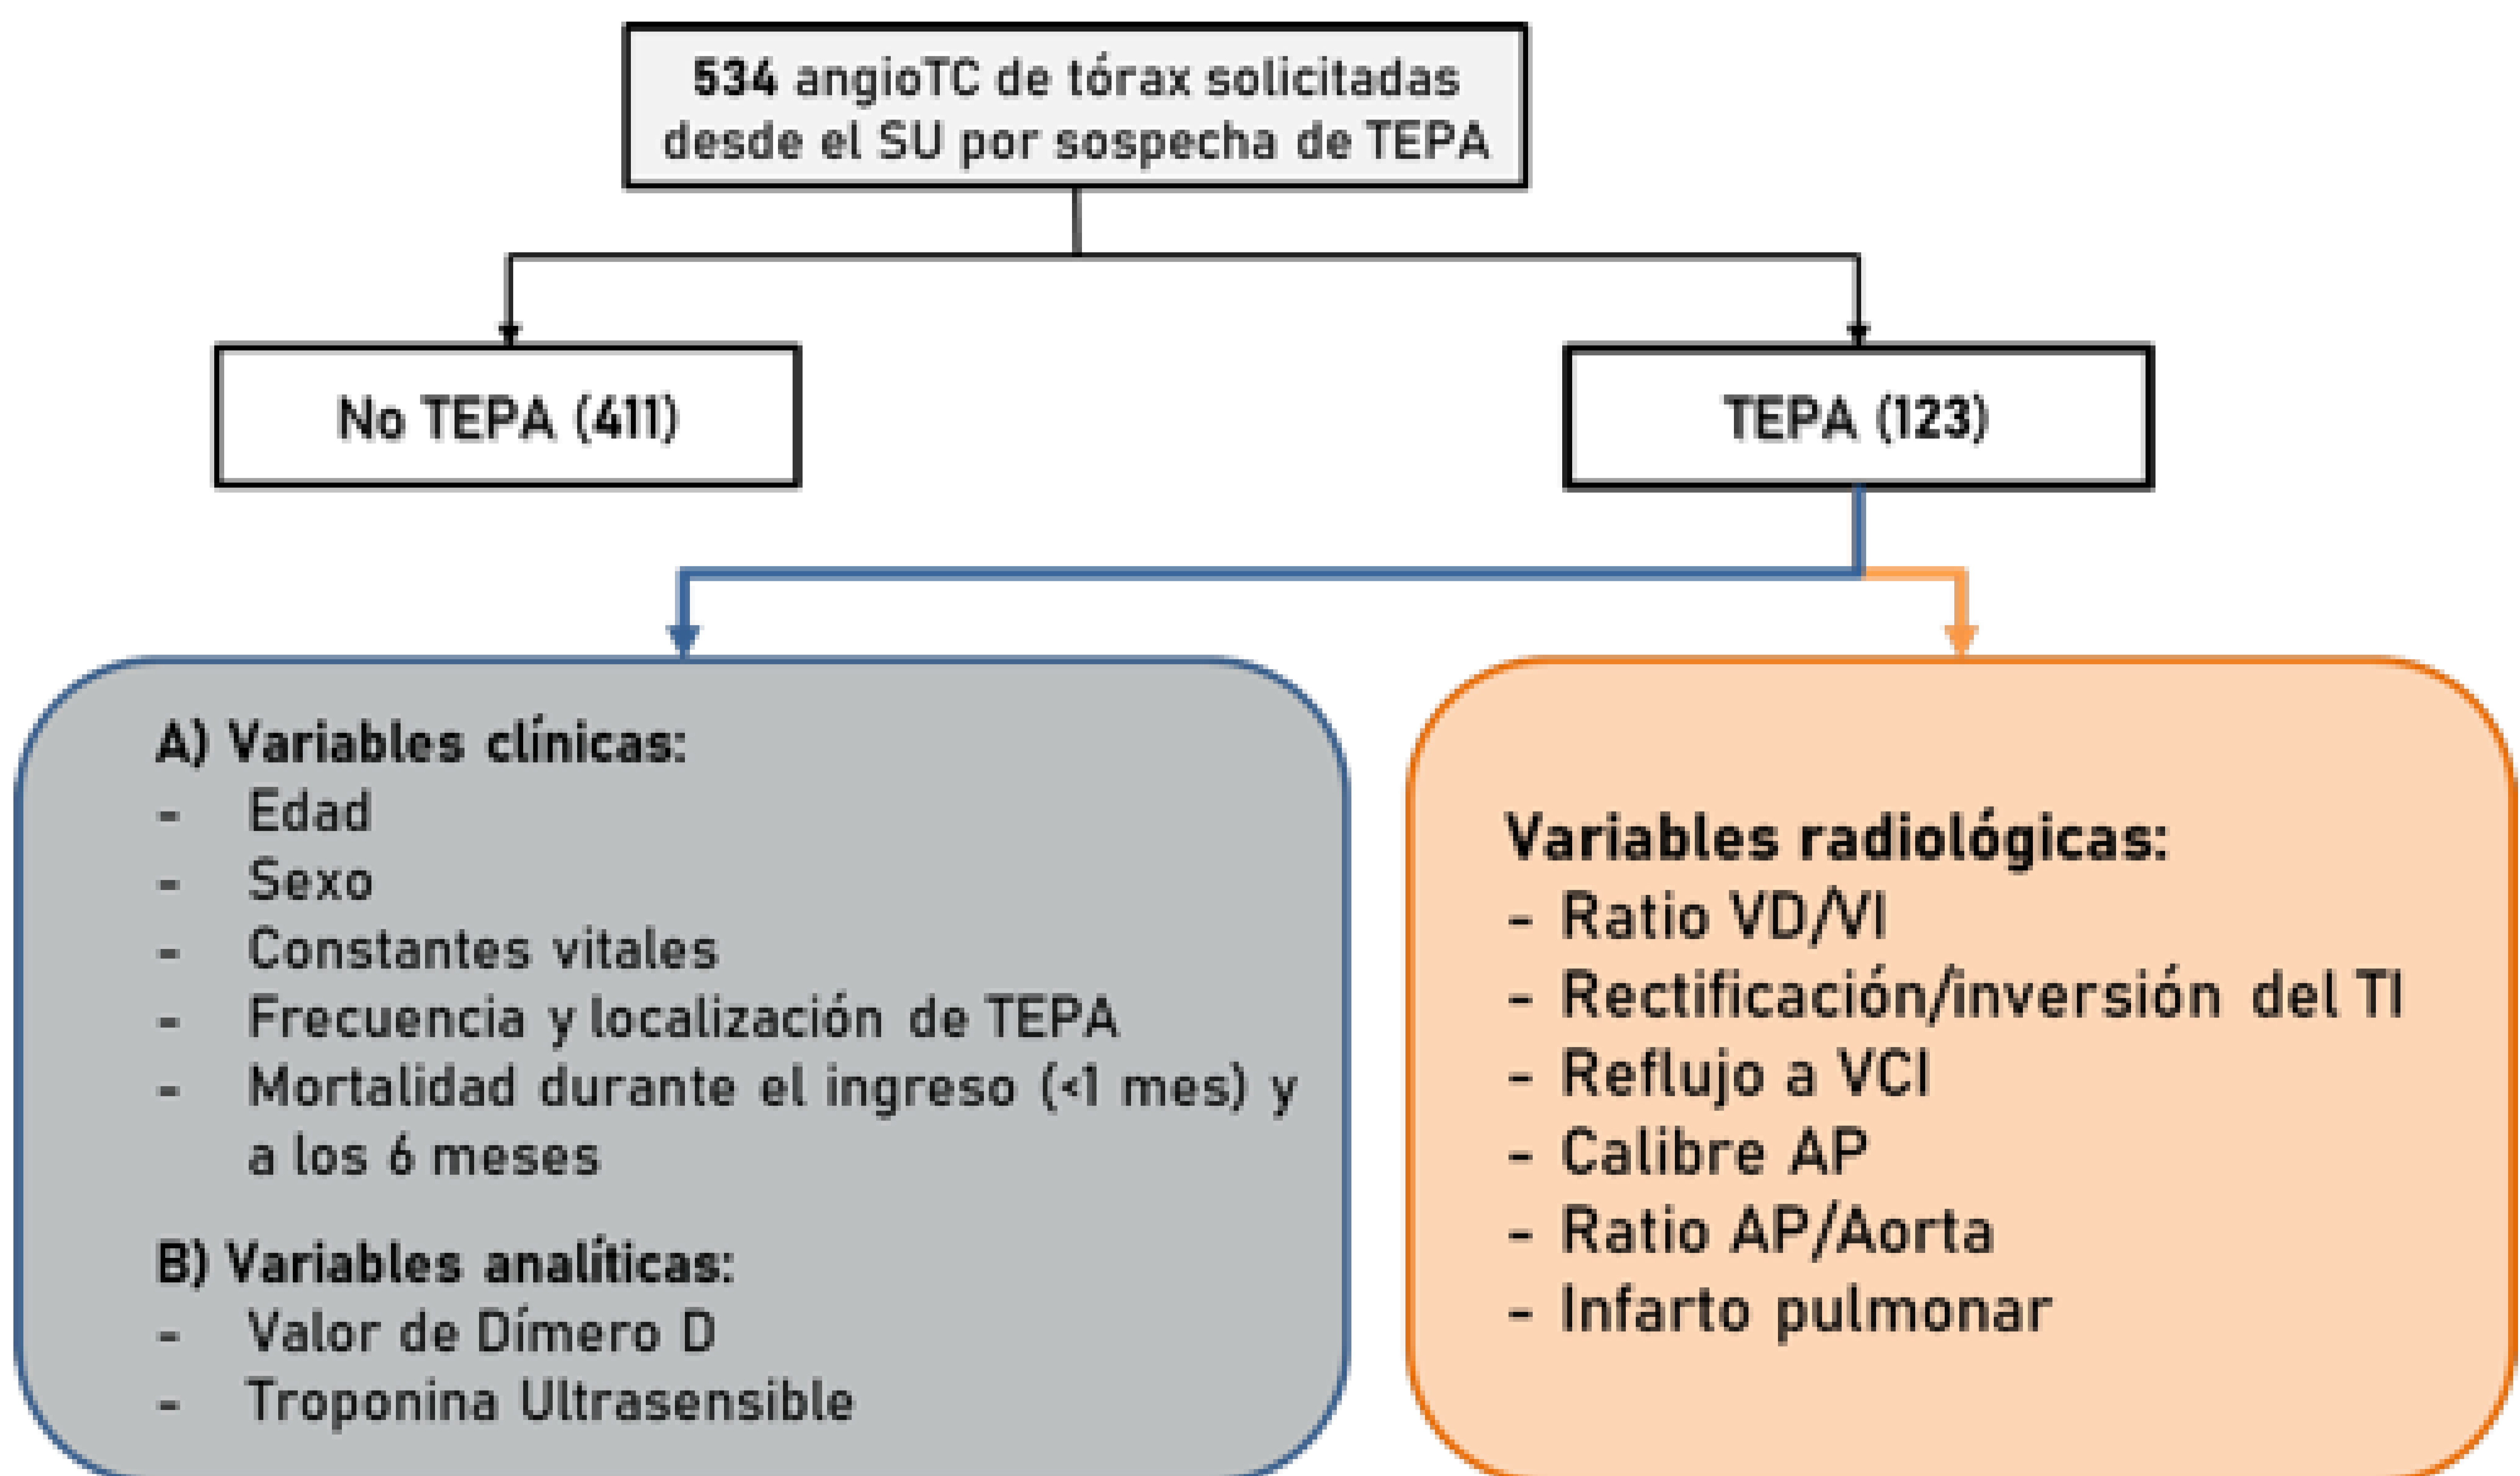 534 angioTC de tórax solicitadas
desde el SU por sospecha de TEPA
No TEPA (411)
TEPA (123)
A) Variables clínicas:
- Edad
- Sexo
- Constantes vitales
- Frecuencia y localización de TEPA
- Mortalidad durante el ingreso (<1 mes) y
a los 6 meses
B) Variables analíticas:
- Valor de Dímero D
- Troponina Ultrasensible
Variables radiológicas:
- Ratio VD/VI
- Rectificación/inversión del TI
- Reflujo a VCI
- Calibre AP
- Ratio AP/Aorta
- Infarto pulmonar